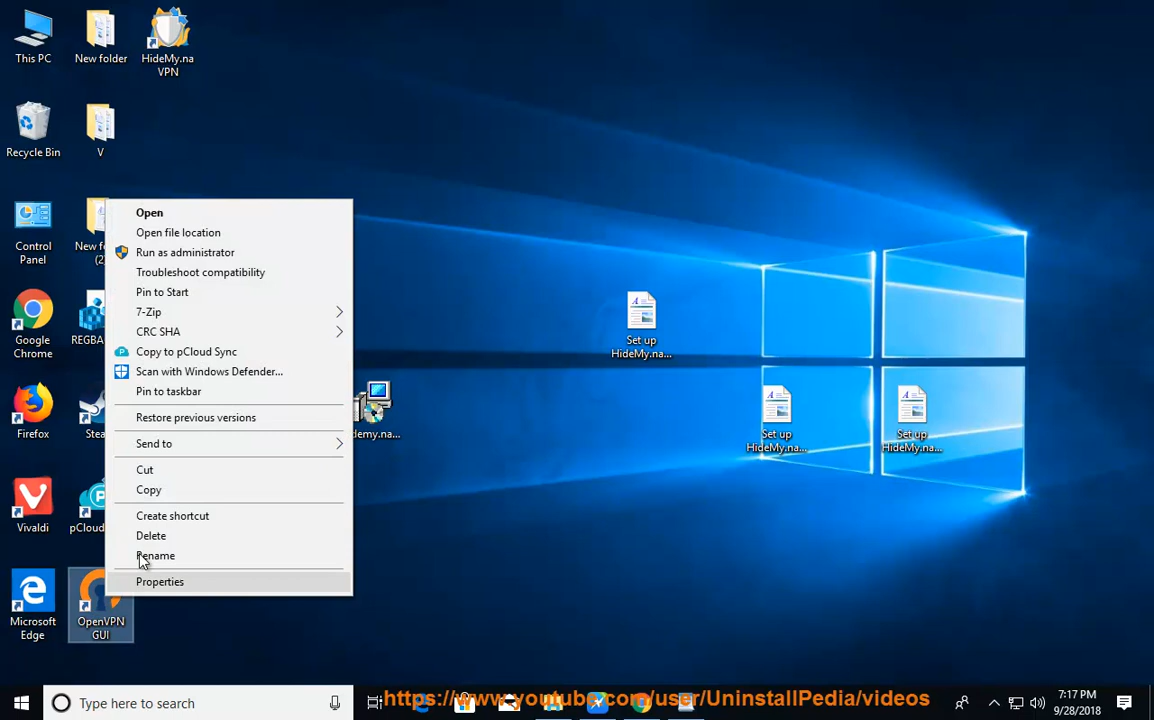 This PC
New folder
HideMy.na
VPN
Recycle Bin
V
Control
Panel
New fo
(2)
Google
Chrome
REGBA
Firefox
Stea
Vivaldi
pCloud
Microsoft
Edge
OpenVPN
GUI
Open
Open file location
Run as administrator
Troubleshoot compatibility
Pin to Start
7-Zip
CRC SHA
Copy to pCloud Sync
Scan with Windows Defender...
Pin to taskbar
Restore previous versions
Send to
Cut
Copy
Create shortcut
Delete
Rename
Properties
idemy.na...
Set up
HideMy.na...
Set up
HideMy.na...
Set up
HideMy.na...
Type here to search
https://www.youtube.com/user/UninstallPedia/videos
7:17 PM
9/28/2018